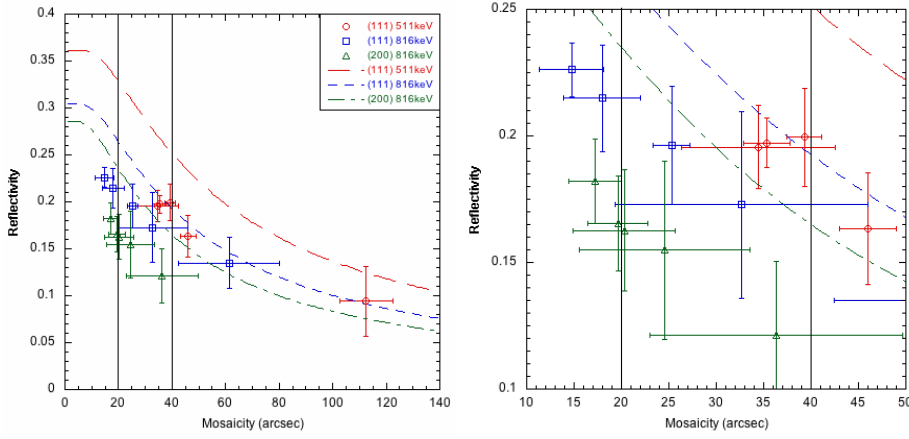 0.4
0.35
0.3
0.25
0.2
0.15
0.1
0.05
0
Reflectivity
0 20 40 60 80 100 120 140
Mosaicity (arcsec)
(111) 511keV
(111) 816keV
(200) 816keV
(111) 511keV
(111) 816keV
(200) 816keV
0.25
0.2
0.15
0.1
Reflectivity
10 15 20 25 30 35 40 45 50
Mosaicity (arcsec)